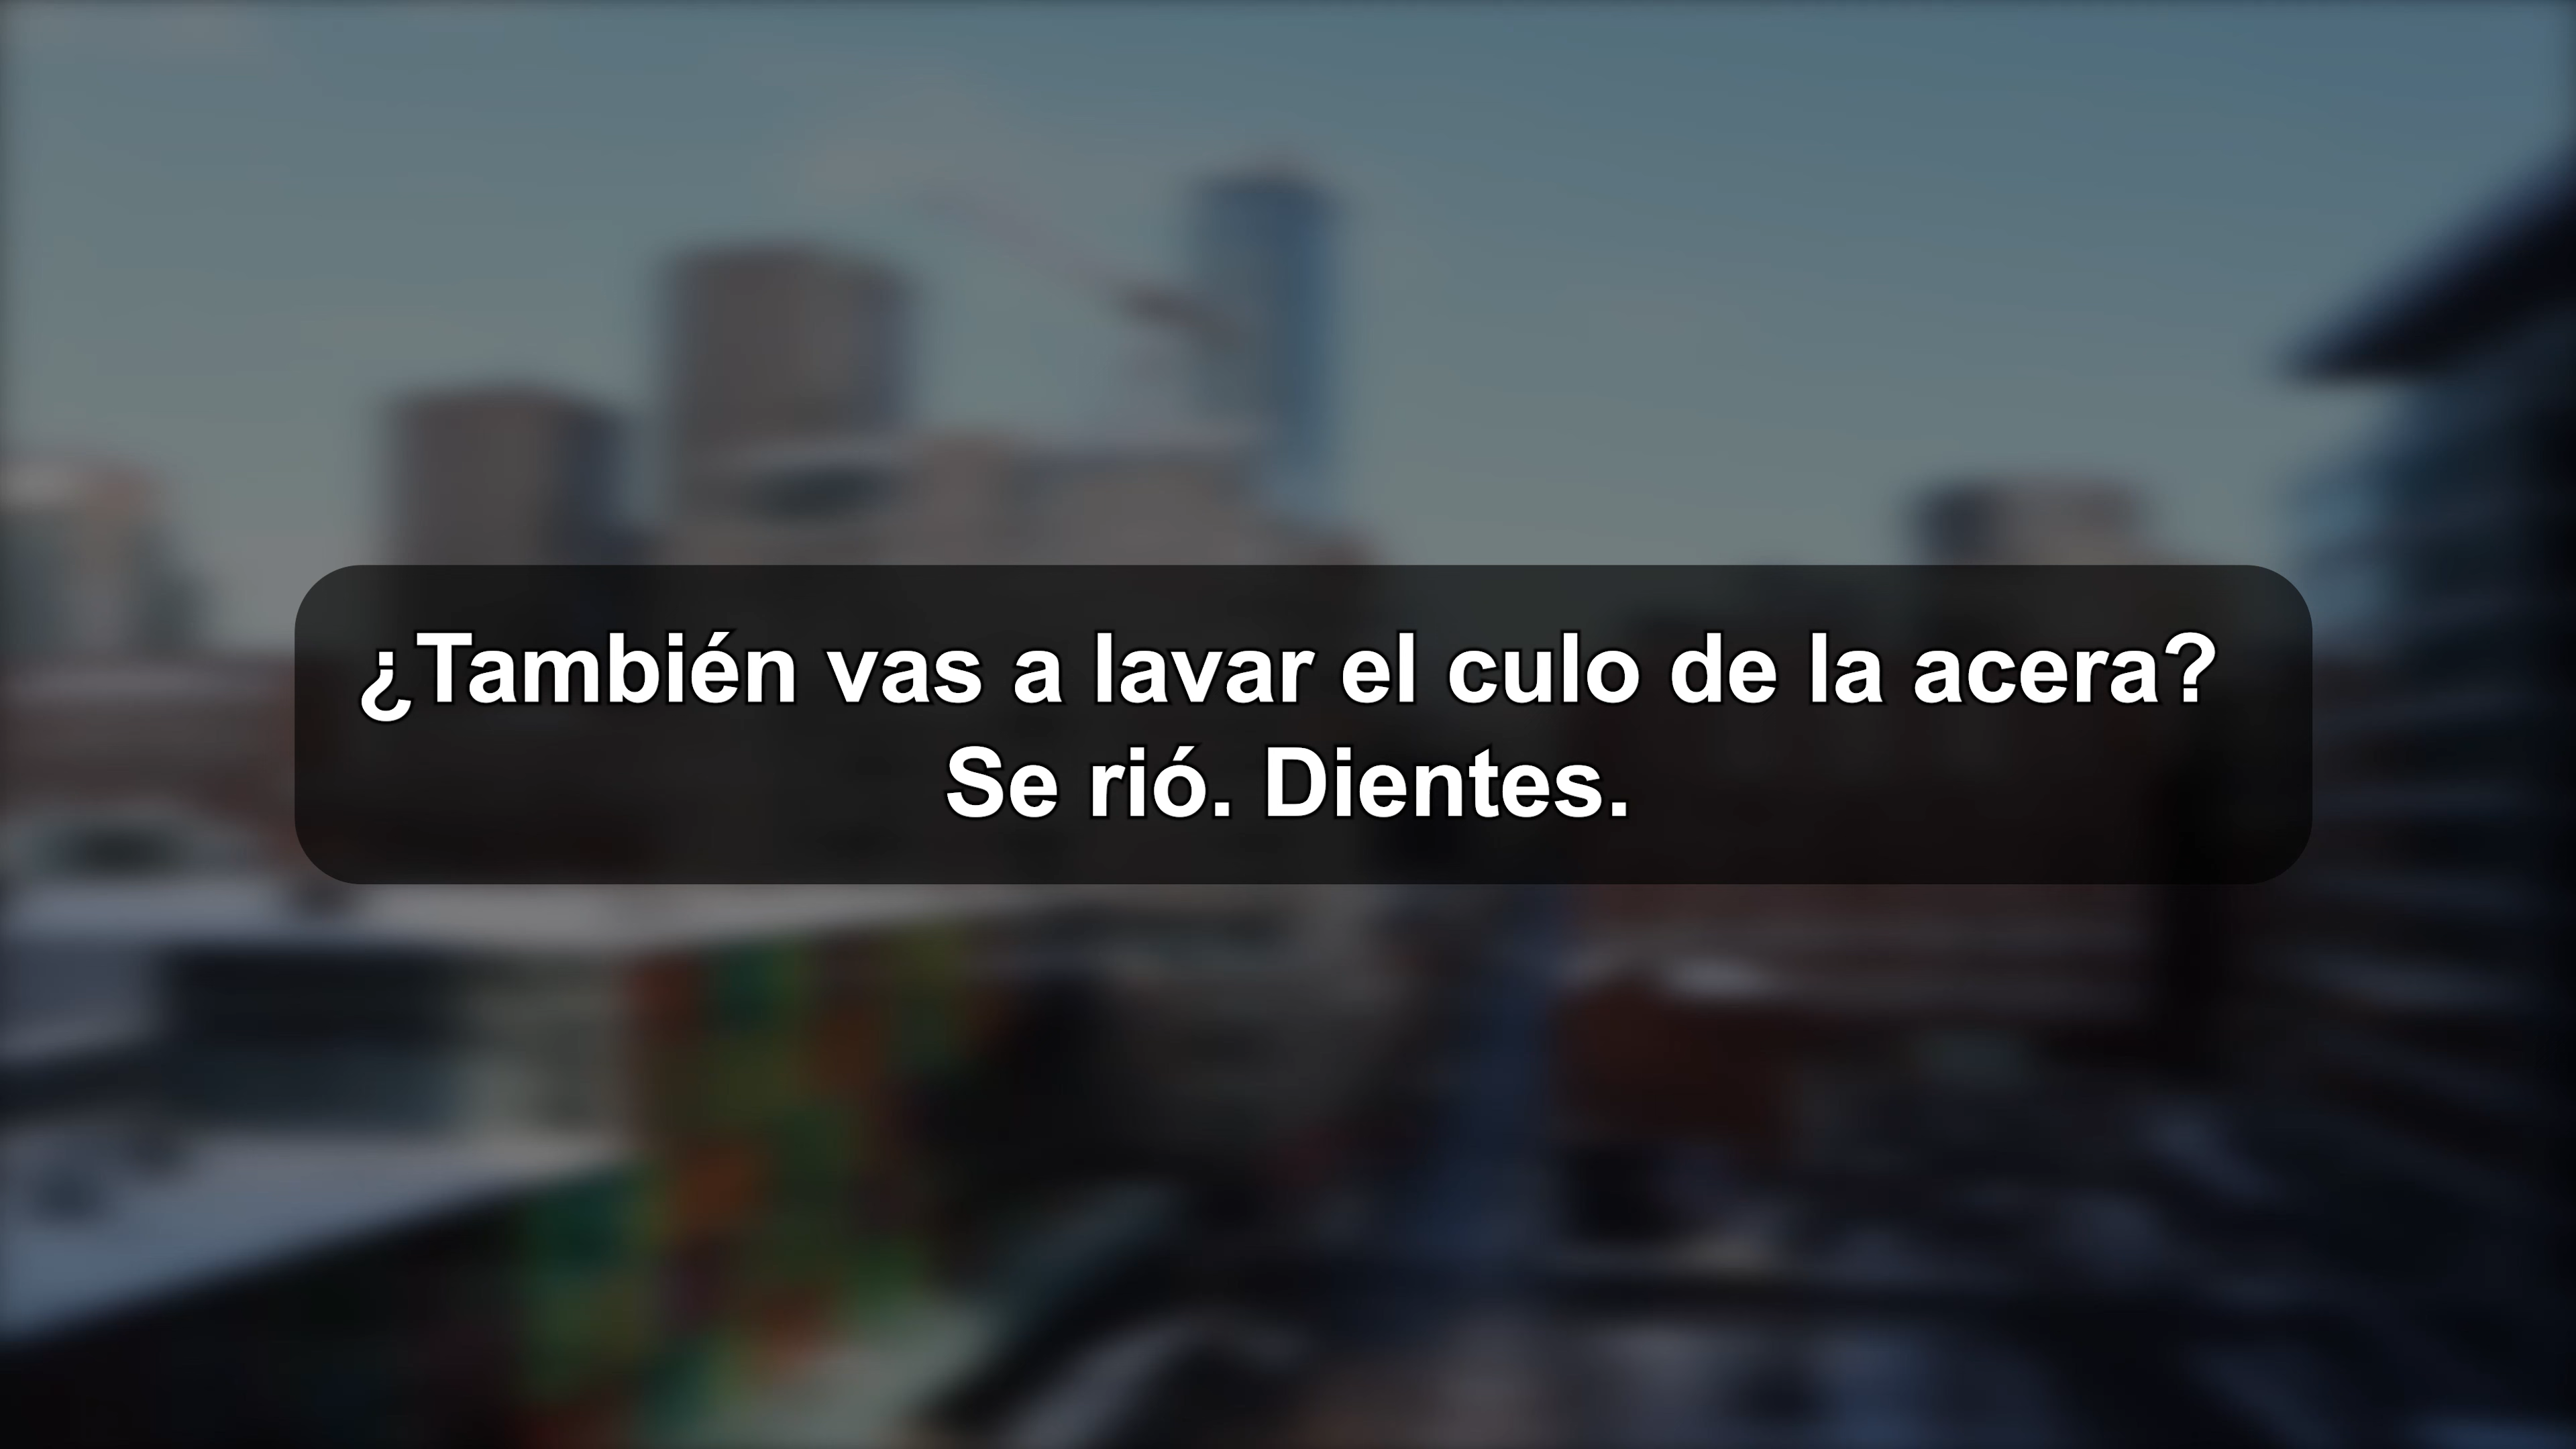 ¿También vas a lavar el culo de la acera?
Se rió. Dientes.